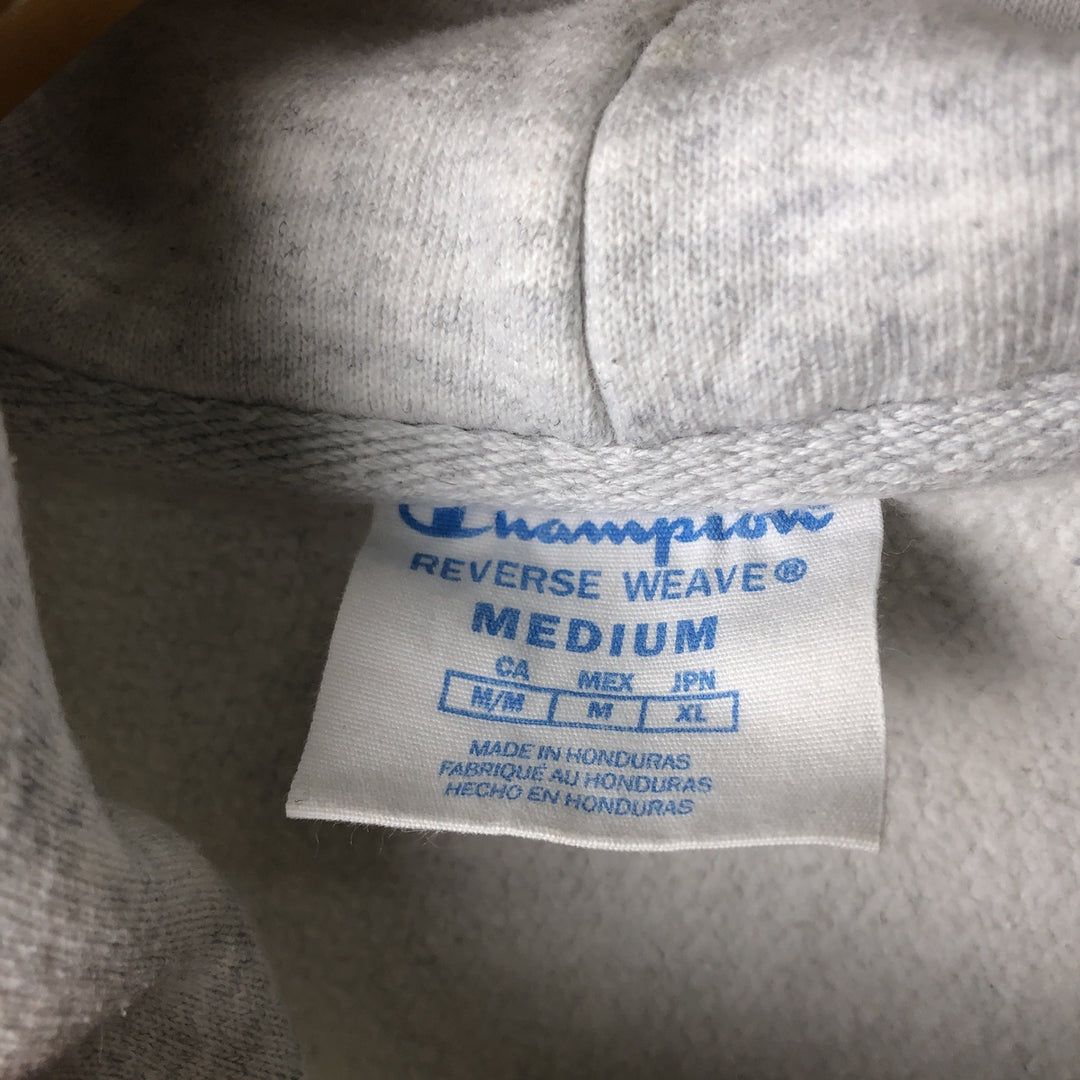 Champion
REVERSE WEAVE®
MEDIUM
CA MEX JPN
M/M M XL
MADE IN HONDURAS
FABRIQUÉ AU HONDURAS
HECHO EN HONDURAS